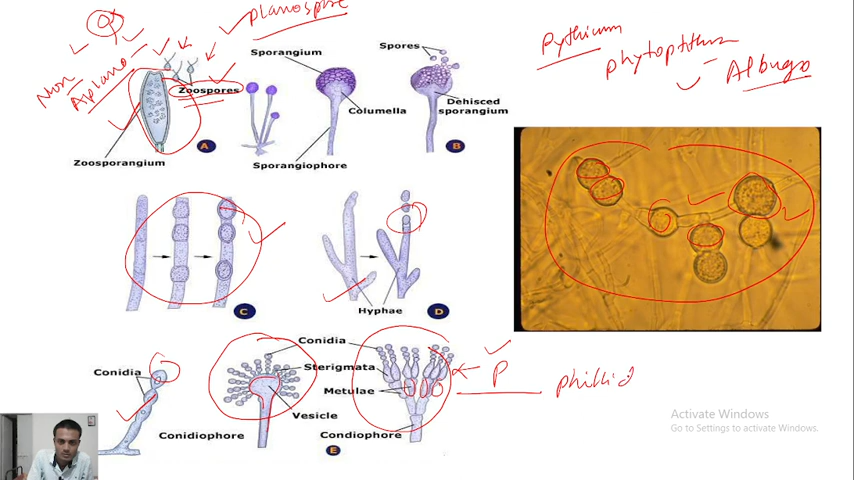 planospore
Non
Aplano
Zoospores
Zoosporangium
A
Sporangium
Columella
Sporangiophore
Spores
Dehisced
sporangium
B
Pythium
Albugo
C
Hyphae
D
Conidia
Conidiophore
Conidia
Sterigmata
Metulae
Vesicle
Condiophore
E
P
Activate Windows
Go to Settings to activate Windows.